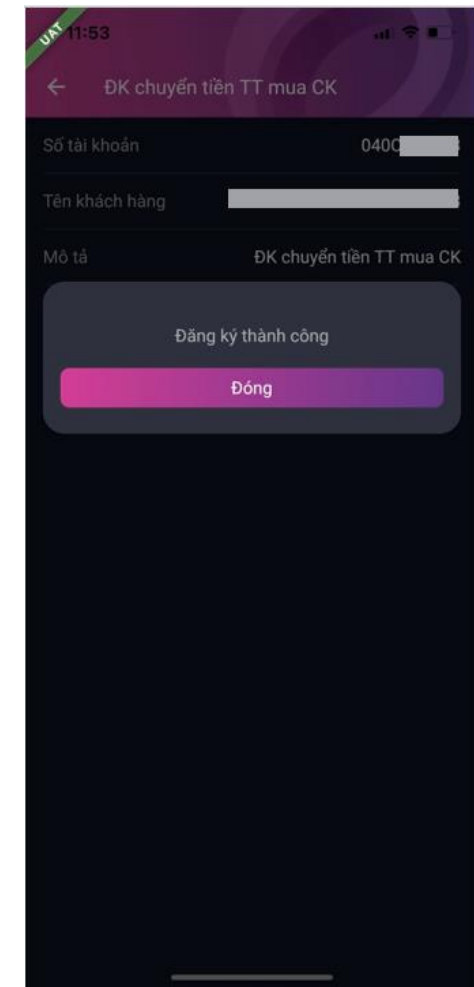 UAT
11:53
ĐK chuyển tiền TT mua CK
Số tài khoản 040
Tên khách hàng
Mô tả ĐK chuyển tiền TT mua CK
Đăng ký thành công
Đóng